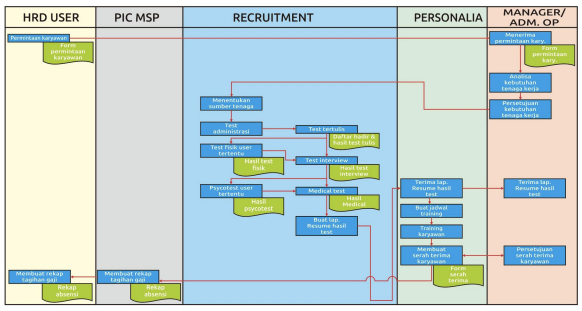 HRD USER
PIC MSP
RECRUITMENT
PERSONALIA
MANAGER/
ADM. OP
Permintaan karyawan
Form
permintaan
karyawan
Menerima
permintaan kary.
Form
permintaan
kary.
Analisa
kebutuhan
tenaga kerja
Persetujuan
kebutuhan
tenaga kerja
Menentukan
sumber tenaga
Test
administrasi
Test tertulis
Daftar hadir &
hasil test tulis
Test fisik user
tertentu
Hasil test
fisik
Test interview
Hasil test
interview
Psycotest user
tertentu
Hasil
psycotest
Medical test
Hasil
Medical
Buat lap.
Resume hasil
test
Terima lap.
Resume hasil
test
Terima lap.
Resume hasil
test
Buat jadwal
training
Training
karyawan
Membuat
serah terima
karyawan
Form
serah
terima
Persetujuan
serah terima
karyawan
Membuat rekap
tagihan gaji
Rekap
absensi
Membuat rekap
tagihan gaji
Rekap
absensi